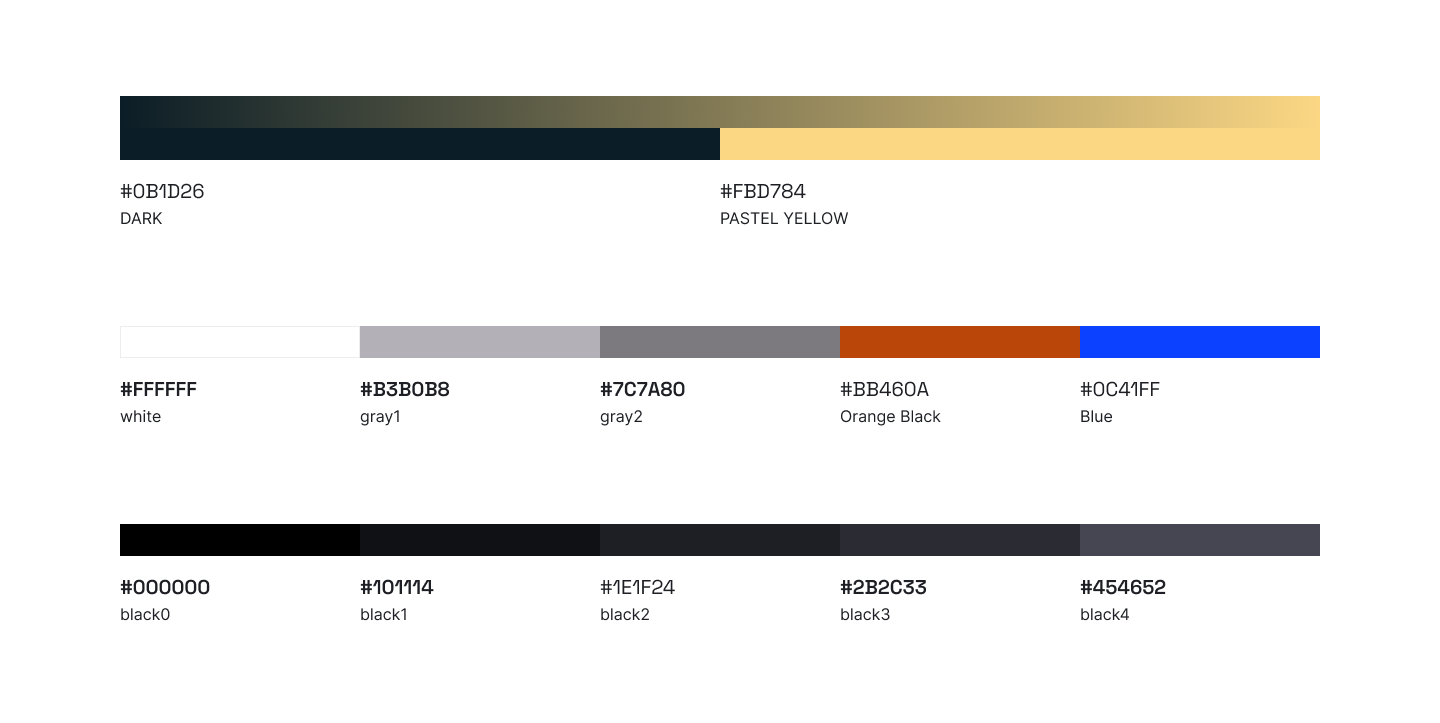 #0B1D26
DARK
#FBD784
PASTEL YELLOW
#FFFFFF
white
#B3B0B8
gray1
#7C7A80
gray2
#BB460A
Orange Black
#0C41FF
Blue
#000000
black0
#101114
black1
#1E1F24
black2
#2B2C33
black3
#454652
black4